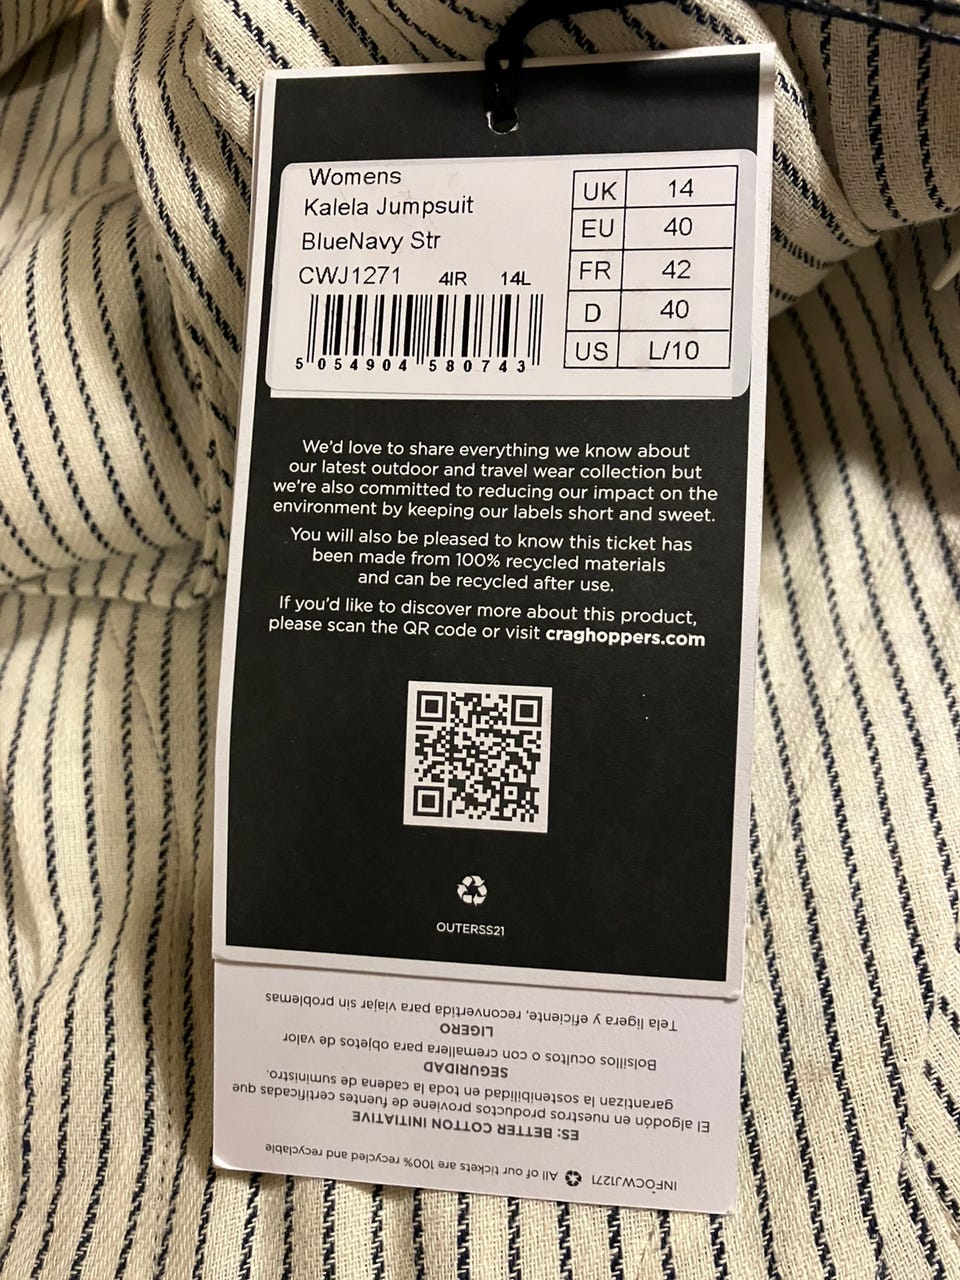 Womens
Kalela Jumpsuit
BlueNavy Str
CWJ1271 4IR 14L
5 054904 580743
UK 14
EU 40
FR 42
D 40
US L/10
We'd love to share everything we know about
our latest outdoor and travel wear collection but
we're also committed to reducing our impact on the
environment by keeping our labels short and sweet.
You will also be pleased to know this ticket has
been made from 100% recycled materials
and can be recycled after use.
If you'd like to discover more about this product,
please scan the QR code or visit craghoppers.com
OUTERSS21
INFOCWJ1271 All of our tickets are 100% recycled and recyclable
ES: BETTER COTTON INITIATIVE
El algodón en nuestros productos proviene de fuentes certificadas que
garantizan la sostenibilidad en toda la cadena de suministro.
SEGURIDAD
Bolsillos ocultos o con cremallera para objetos de valor
LIGERO
Tela ligera y eficiente, reconvertida para viajar sin problemas